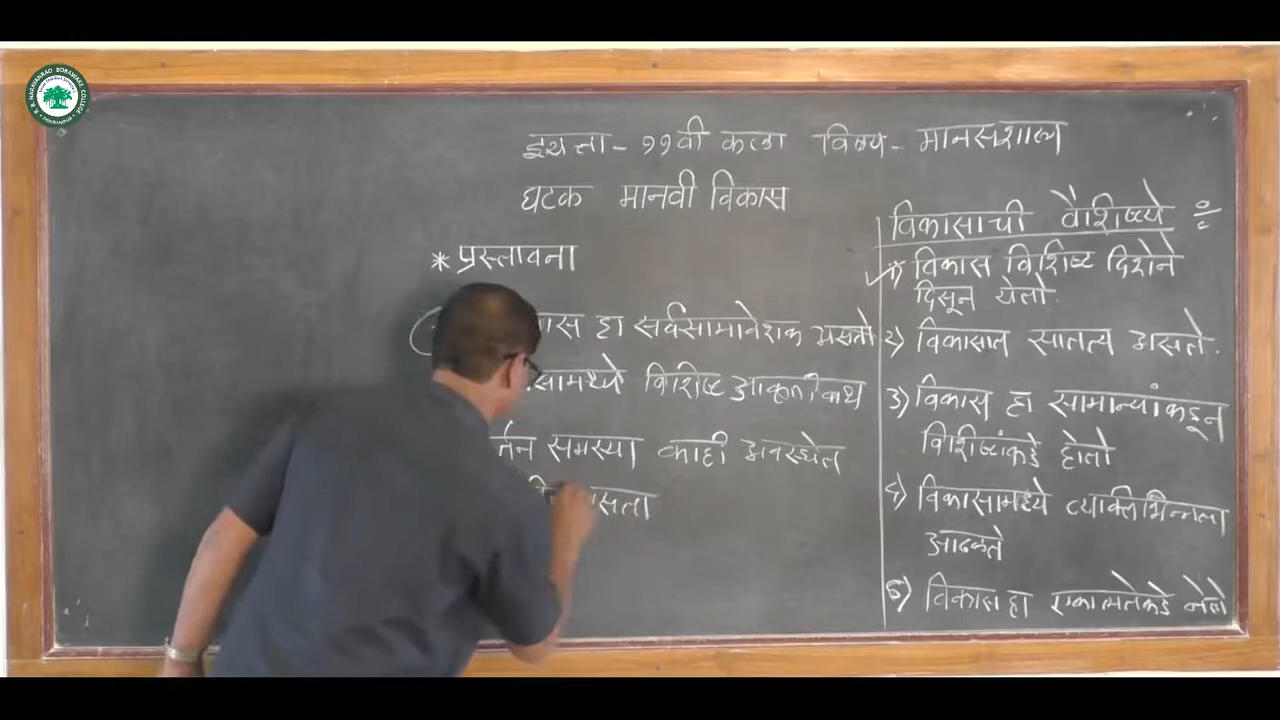 इयत्ता - ११वी कला विषय - मानसशास्त्र
घटक मानवी विकास
* प्रस्तावना
हा सर्वसामावेशक असतो
विशिष्ट
समस्या काही अवस्थेत
विकासाची वैशिष्ट्ये
१) विकास विशिष्ट दिशेने
दिसून येतो.
२) विकासात सातत्य असते.
३) विकास हा सामान्यांकडून
विशिष्टांकडे होतो
४) विकासामध्ये व्यक्तिभिन्नता
आढळते
५) विकास हा एकात्मतेकडे नेतो